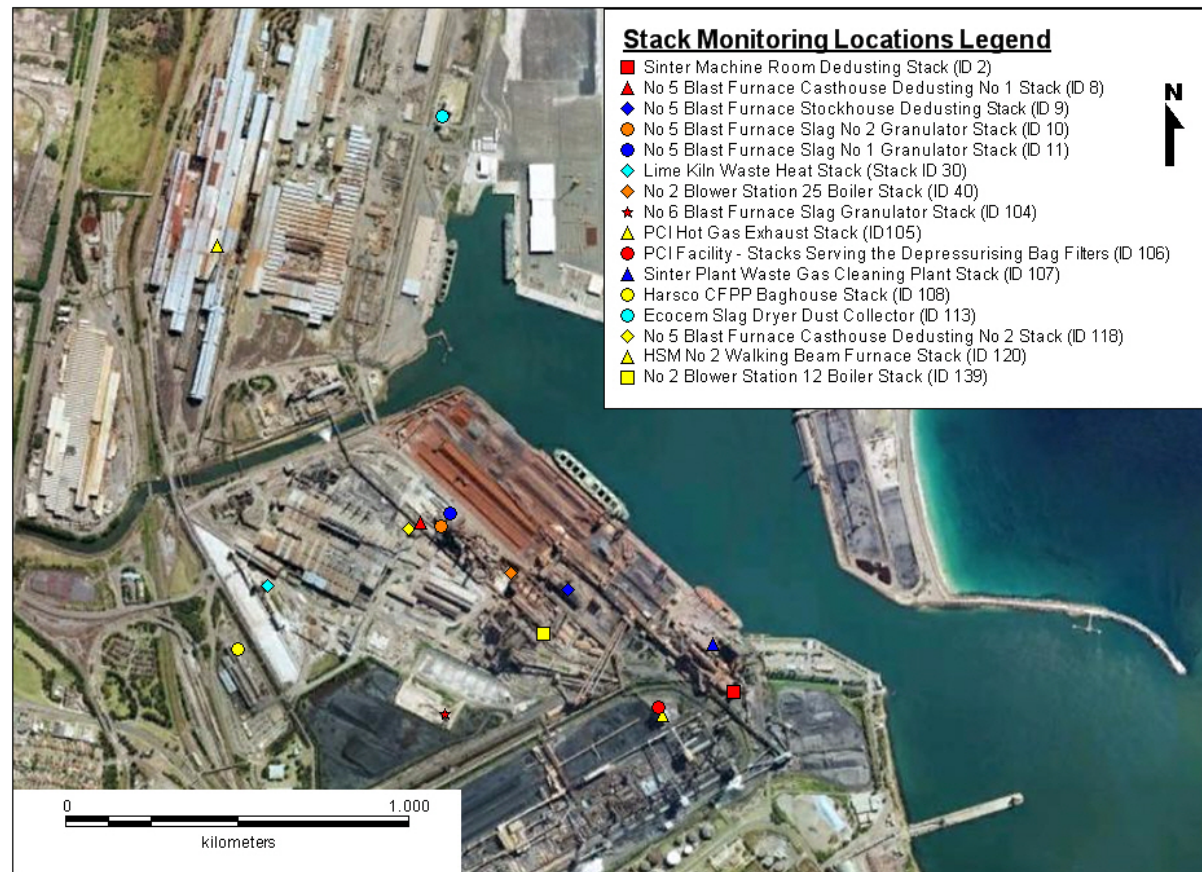 Stack Monitoring Locations Legend
Sinter Machine Room Dedusting Stack (ID 2)
No 5 Blast Furnace Casthouse Dedusting No 1 Stack (ID 8)
No 5 Blast Furnace Stockhouse Dedusting Stack (ID 9)
No 5 Blast Furnace Slag No 2 Granulator Stack (ID 10)
No 5 Blast Furnace Slag No 1 Granulator Stack (ID 11)
Lime Kiln Waste Heat Stack (Stack ID 30)
No 2 Blower Station 25 Boiler Stack (ID 40)
No 6 Blast Furnace Slag Granulator Stack (ID 104)
PCI Hot Gas Exhaust Stack (ID105)
PCI Facility - Stacks Serving the Depressurising Bag Filters (ID 106)
Sinter Plant Waste Gas Cleaning Plant Stack (ID 107)
Harsco CFPP Baghouse Stack (ID 108)
Ecocem Slag Dryer Dust Collector (ID 113)
No 5 Blast Furnace Casthouse Dedusting No 2 Stack (ID 118)
HSM No 2 Walking Beam Furnace Stack (ID 120)
No 2 Blower Station 12 Boiler Stack (ID 139)
N
0 1.000
kilometers